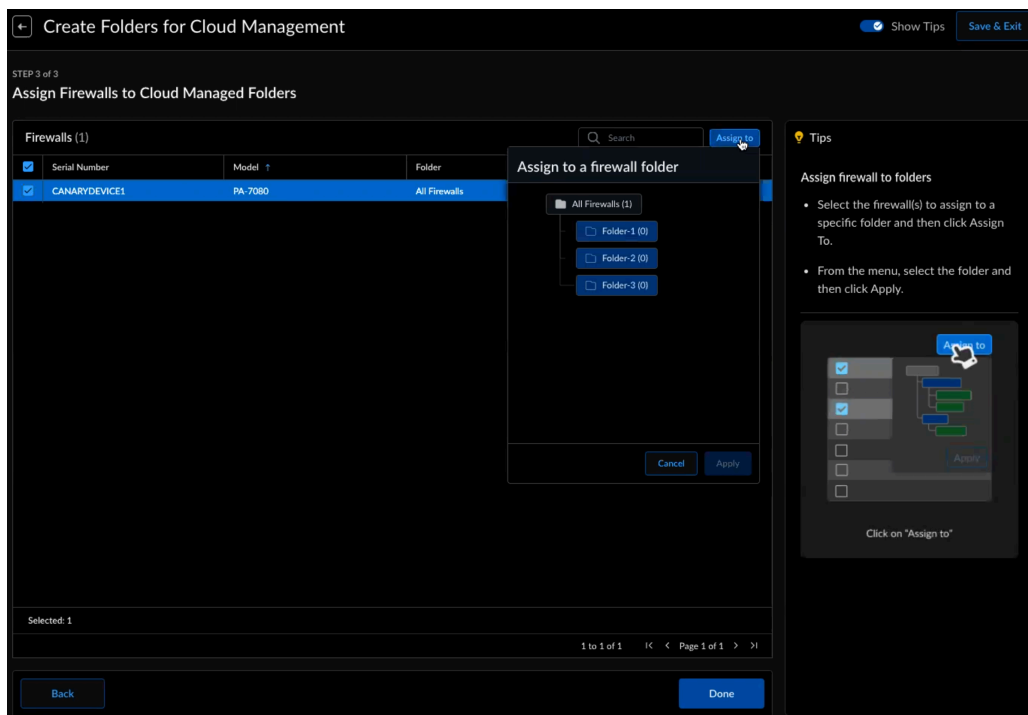 Create Folders for Cloud Management
Show Tips
Save & Exit
STEP 3 of 3
Assign Firewalls to Cloud Managed Folders
Firewalls (1)
Search
Assign to
Serial Number
Model ↑
Folder
CANARYDEVICE1
PA-7080
All Firewalls
Assign to a firewall folder
All Firewalls (1)
Folder-1 (0)
Folder-2 (0)
Folder-3 (0)
Cancel
Apply
Selected: 1
1 to 1 of 1
Page 1 of 1
Back
Done
Tips
Assign firewall to folders
• Select the firewall(s) to assign to a
specific folder and then click Assign
To.
• From the menu, select the folder and
then click Apply.
Assign to
Apply
Click on "Assign to"